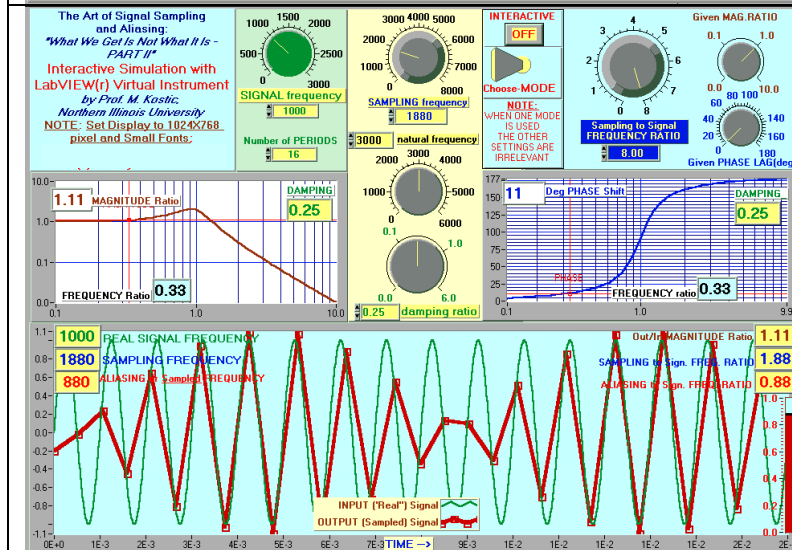 The Art of Signal Sampling
and Aliasing:
"What We Get Is Not What It Is -
PART II"
Interactive Simulation with
LabVIEW(r) Virtual Instrument
by Prof. M. Kostic,
Northern Illinois University
NOTE: Set Display to 1024X768
pixel and Small Fonts:
1000 1500 2000
500 2500
0 3000
SIGNAL frequency
1000
Number of PERIODS
16
3000 4000 5000
2000 6000
1000 7000
0 8000
SAMPLING frequency
1880
3000 natural frequency
3000
2000 4000
1000 5000
0 6000
0.1 1.0
0.0 6.0
0.25 damping ratio
INTERACTIVE
OFF
Choose-MODE
NOTE:
WHEN ONE MODE
IS USED
THE OTHER
SETTINGS ARE
IRRELEVANT
4
3 5
2 6
1 7
0 8
Sampling to Signal
FREQUENCY RATIO
8.00
Given MAG.RATIO
0.1 1.0
0.0 10.0
80 100
60 120
40 140
20 160
0 180
Given PHASE LAG(deg
10.0
1.0
0.1
0.0
1.11 MAGNITUDE Ratio
DAMPING
0.25
FREQUENCY Ratio 0.33
0.1 1.0 10.0
177
150
125
100
75
50
25
0
11 Deg PHASE Shift
DAMPING
0.25
PHASE
FREQUENCY ratio 0.33
0.1 1.0 9.9
1000 REAL SIGNAL FREQUENCY
1880 SAMPLING FREQUENCY
880 ALIASING or Sampled FREQUENCY
Out/In MAGNITUDE Ratio 1.11
SAMPLING to Sign. FREQ. RATIO 1.88
ALIASING to Sign. FREQ.RATIO 0.88
1.1
0.8
0.6
0.4
0.2
0.0
-0.2
-0.4
-0.6
-0.8
-1.1
1.0
0.8
0.6
0.4
0.2
0.0
INPUT ("Real") Signal
OUTPUT (Sampled) Signal
0E+0 1E-3 2E-3 3E-3 4E-3 5E-3 6E-3 7E-3 TIME --> 9E-3 1E-2 1E-2 1E-2 1E-2 1E-2 2E-2